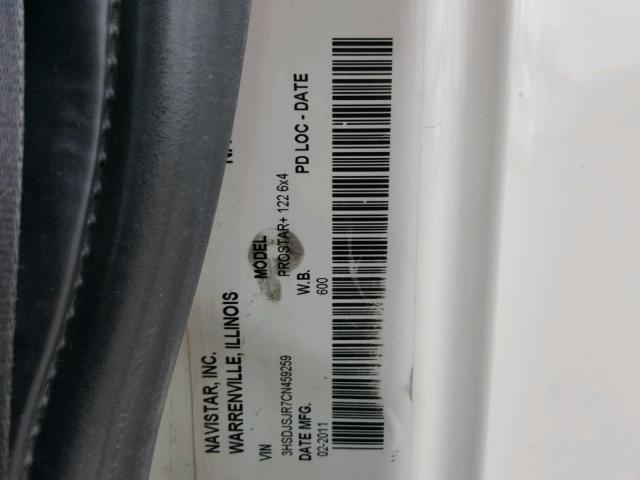 NAVISTAR, INC.
WARRENVILLE, ILLINOIS
VIN MODEL
3HSDJSJR7CN459259 PROSTAR+ 122 6x4
DATE MFG. W.B. PD LOC - DATE
02-2011 600